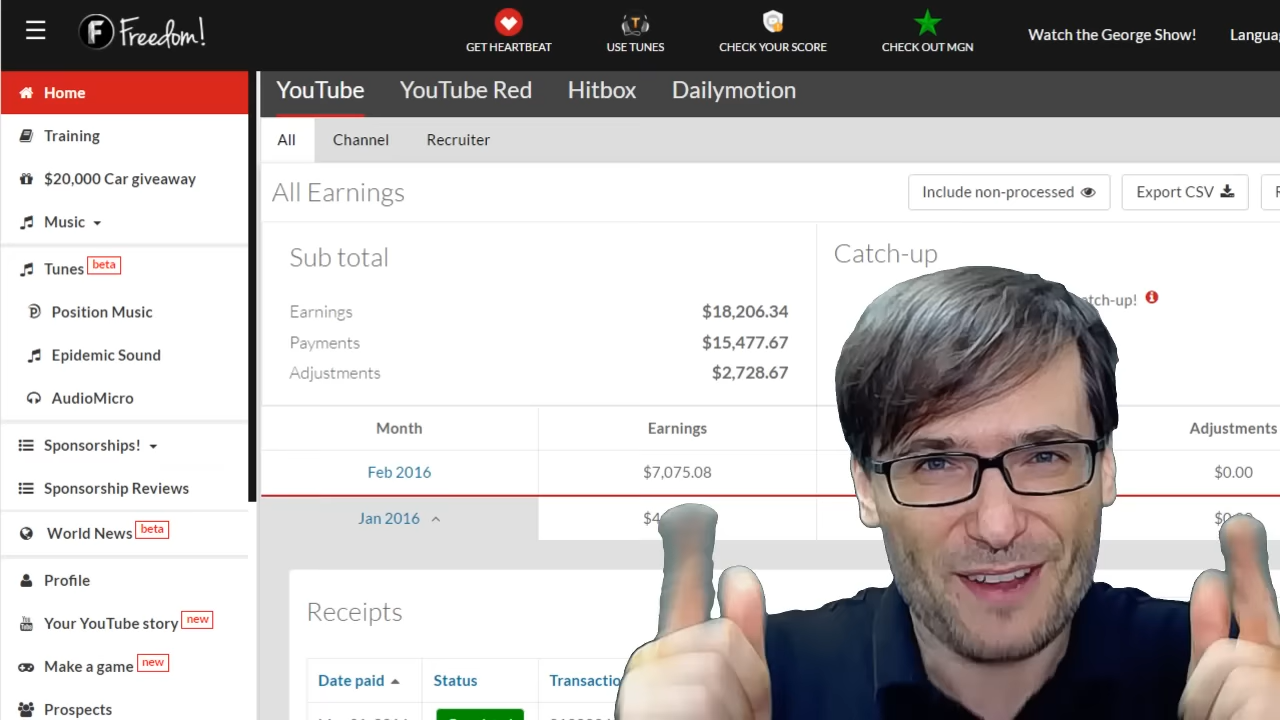 Freedom!
GET HEARTBEAT
USE TUNES
CHECK YOUR SCORE
CHECK OUT MGN
Watch the George Show!
Home
Training
$20,000 Car giveaway
Music
Tunes beta
Position Music
Epidemic Sound
AudioMicro
Sponsorships!
Sponsorship Reviews
World News beta
Profile
Your YouTube story new
Make a game new
Prospects
YouTube YouTube Red Hitbox Dailymotion
All Channel Recruiter
All Earnings
Include non-processed Export CSV
Sub total
Earnings $18,206.34
Payments $15,477.67
Adjustments $2,728.67
Catch-up
Month Earnings Adjustments
Feb 2016 $7,075.08 $0.00
Jan 2016
Receipts
Date paid Status